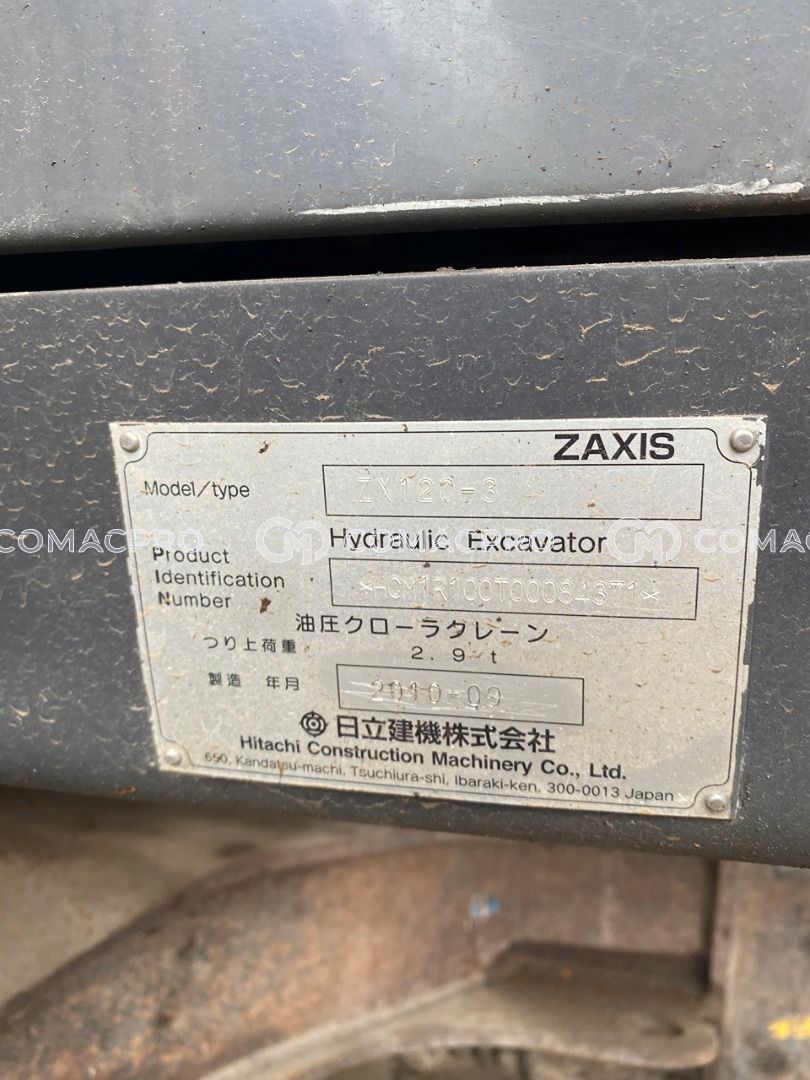 ZAXIS
Model/type ZX120-3
COMACPRO COMACPRO COMACPRO
Hydraulic Excavator
Product
Identification
Number
*HCM1R100T00084371*
油圧クローラクレーン
つり上荷重 2.9 t
製造 年月 2010-09
日立建機株式会社
Hitachi Construction Machinery Co., Ltd.
650, Kandatsu-machi, Tsuchiura-shi, Ibaraki-ken, 300-0013 Japan